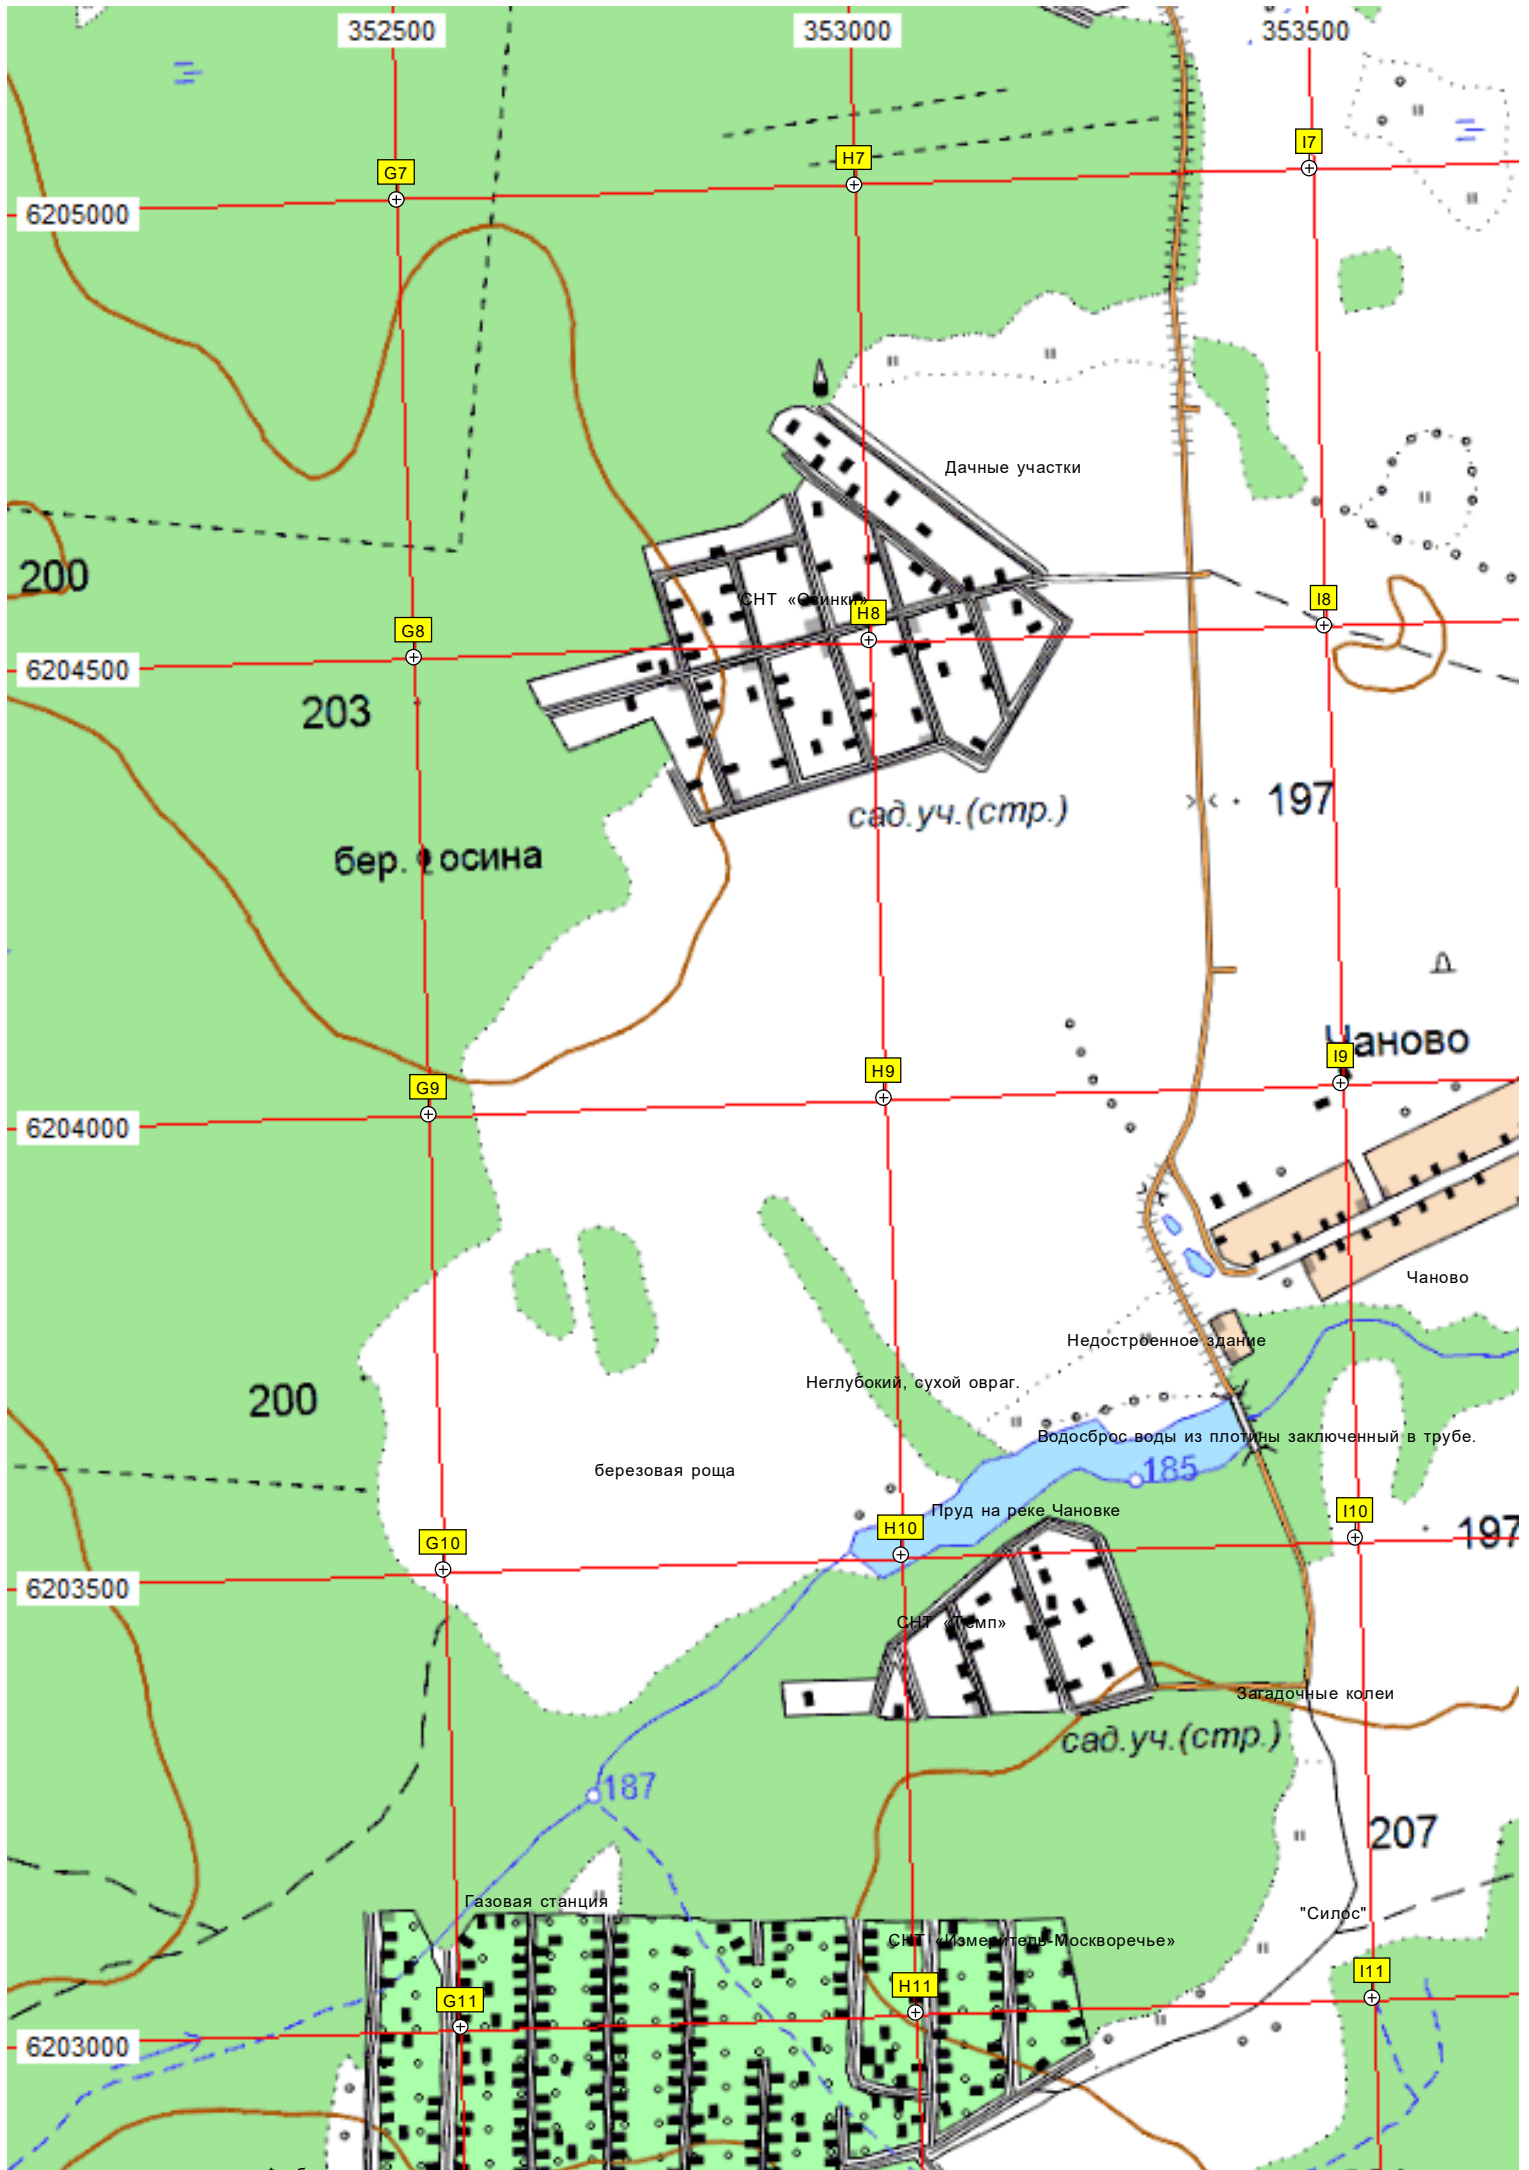 352500
353000
353500
G7
H7
I7
6205000
Дачные участки
200
СНТ «Осинки»
G8
H8
I8
6204500
203
сад.уч.(стр.)
197
бер. осина
Чаново
G9
H9
I9
6204000
Чаново
Недостроенное здание
Неглубокий, сухой овраг.
200
Водосброс воды из плотины заключенный в трубе.
березовая роща
185
Пруд на реке Чановке
G10
H10
I10
197
6203500
СНТ «Темп»
Загадочные колеи
сад.уч.(стр.)
187
207
Газовая станция
"Силос"
СНТ «Измеритель-Москворечье»
G11
H11
I11
6203000